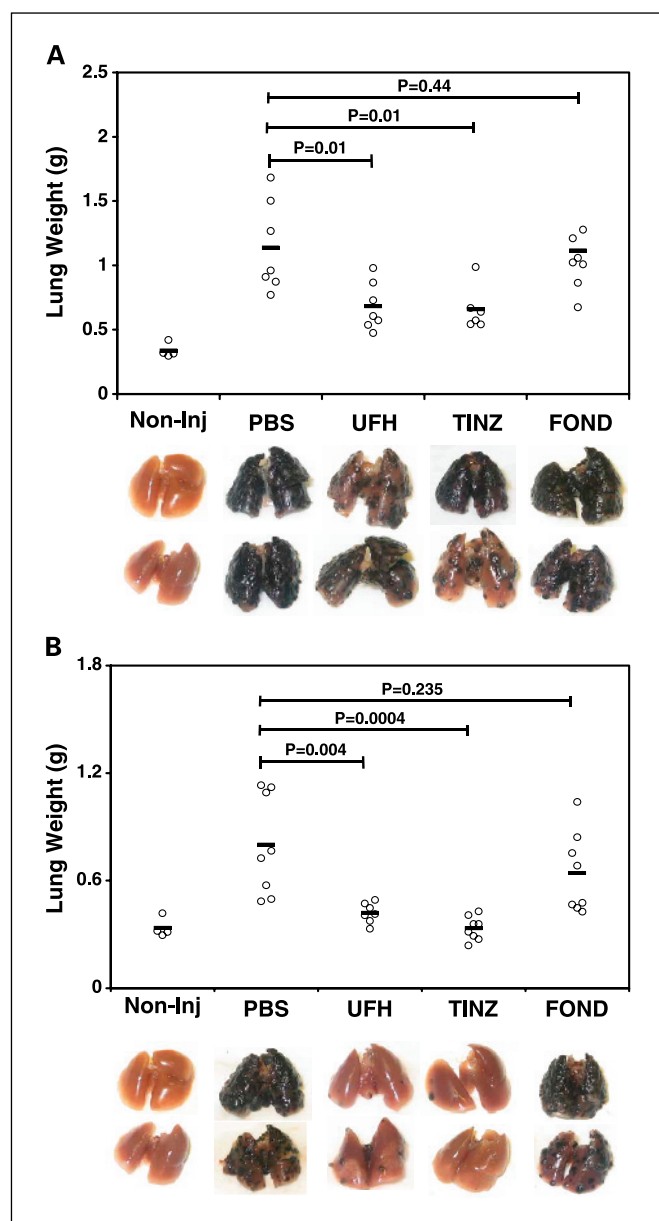 A
2.5
P=0.44
2
P=0.01
P=0.01
1.5
Lung Weight (g)
1
0.5
0
Non-Inj PBS UFH TINZ FOND
B
1.8
P=0.235
P=0.0004
P=0.004
1.2
Lung Weight (g)
0.6
0
Non-Inj PBS UFH TINZ FOND